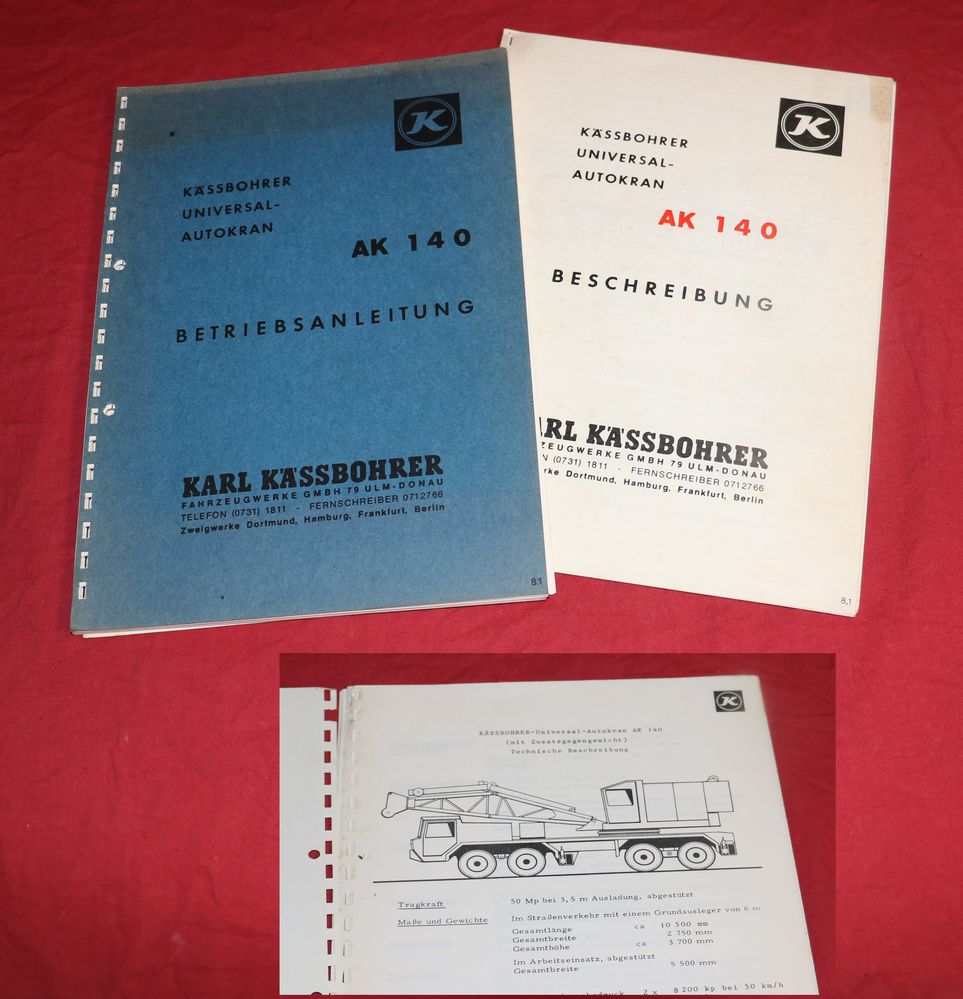 K
KÄSSBOHRER
UNIVERSAL-
AUTOKRAN
AK 140
BETRIEBSANLEITUNG
KARL KÄSSBOHRER
FAHRZEUGWERKE GMBH 79 ULM-DONAU
TELEFON (0731) 1811 - FERNSCHREIBER 0712766
Zweigwerke Dortmund, Hamburg, Frankfurt, Berlin
8.1
K
KÄSSBOHRER
UNIVERSAL-
AUTOKRAN
AK 140
BESCHREIBUNG
RL KÄSSBOHRER
ZEUGWERKE GMBH 79 ULM-DONAU
N (0731) 1811 - FERNSCHREIBER 0712766
rke Dortmund, Hamburg, Frankfurt, Berlin
8.1
K
KÄSSBOHRER-Universal-Autokran AK 140
(mit Zusatzgegengewicht)
Technische Beschreibung
Tragkraft 50 Mp bei 3,5 m Ausladung, abgestützt
Maße und Gewichte Im Straßenverkehr mit einem Grundausleger von 6 m
Gesamtlänge ca 10 500 mm
Gesamtbreite 2 750 mm
Gesamthöhe ca 3 700 mm
Im Arbeitseinsatz, abgestützt
Gesamtbreite 5 500 mm
2 x 8 200 kp bei 50 km/h